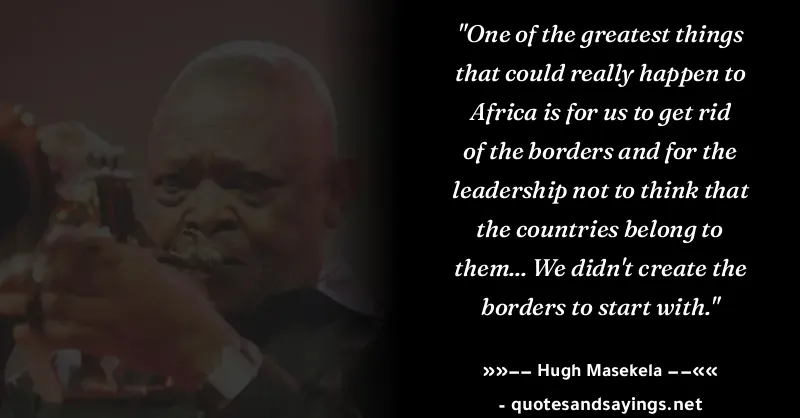 "One of the greatest things
that could really happen to
Africa is for us to get rid
of the borders and for the
leadership not to think that
the countries belong to
them... We didn't create the
borders to start with."
»»–– Hugh Masekela ––««
- quotesandsayings.net